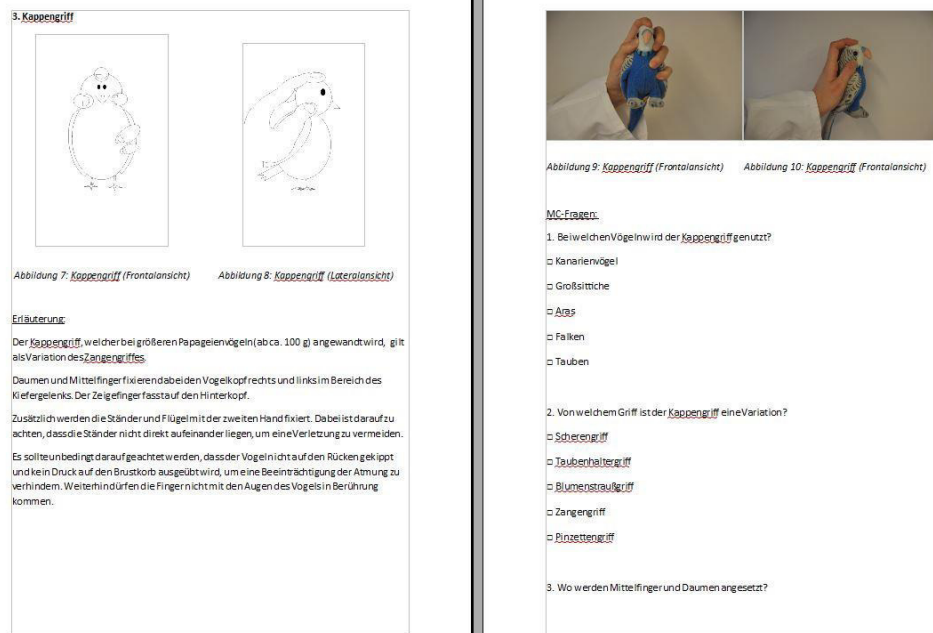 3. Kappengriff
Abbildung 7: Kappengriff (Frontalansicht)
Abbildung 8: Kappengriff (Lateralansicht)
Erläuterung:
Der Kappengriff, welcher bei größeren Papageienvögeln (ab ca. 100 g) angewandt wird, gilt
als Variation des Zangengriffes.
Daumen und Mittelfinger fixieren dabei den Vogelkopf rechts und links im Bereich des
Kiefergelenks. Der Zeigefinger fasst auf den Hinterkopf.
Zusätzlich werden die Ständer und Flügel mit der zweiten Hand fixiert. Dabei ist darauf zu
achten, dass die Ständer nicht direkt aufeinander liegen, um eine Verletzung zu vermeiden.
Es sollte unbedingt darauf geachtet werden, dass der Vogel nicht auf den Rücken gekippt
und kein Druck auf den Brustkorb ausgeübt wird, um eine Beeinträchtigung der Atmung zu
verhindern. Weiterhin dürfen die Finger nicht mit den Augen des Vogels in Berührung
kommen.
Abbildung 9: Kappengriff (Frontalansicht)
Abbildung 10: Kappengriff (Frontalansicht)
MC-Fragen:
1. Bei welchen Vögeln wird der Kappengriff genutzt?
□ Kanarienvögel
□ Großsittiche
□ Aras
□ Falken
□ Tauben
2. Von welchem Griff ist der Kappengriff eine Variation?
□ Scherengriff
□ Taubenhaltergriff
□ Blumenstraußgriff
□ Zangengriff
□ Pinzettengriff
3. Wo werden Mittelfinger und Daumen angesetzt?